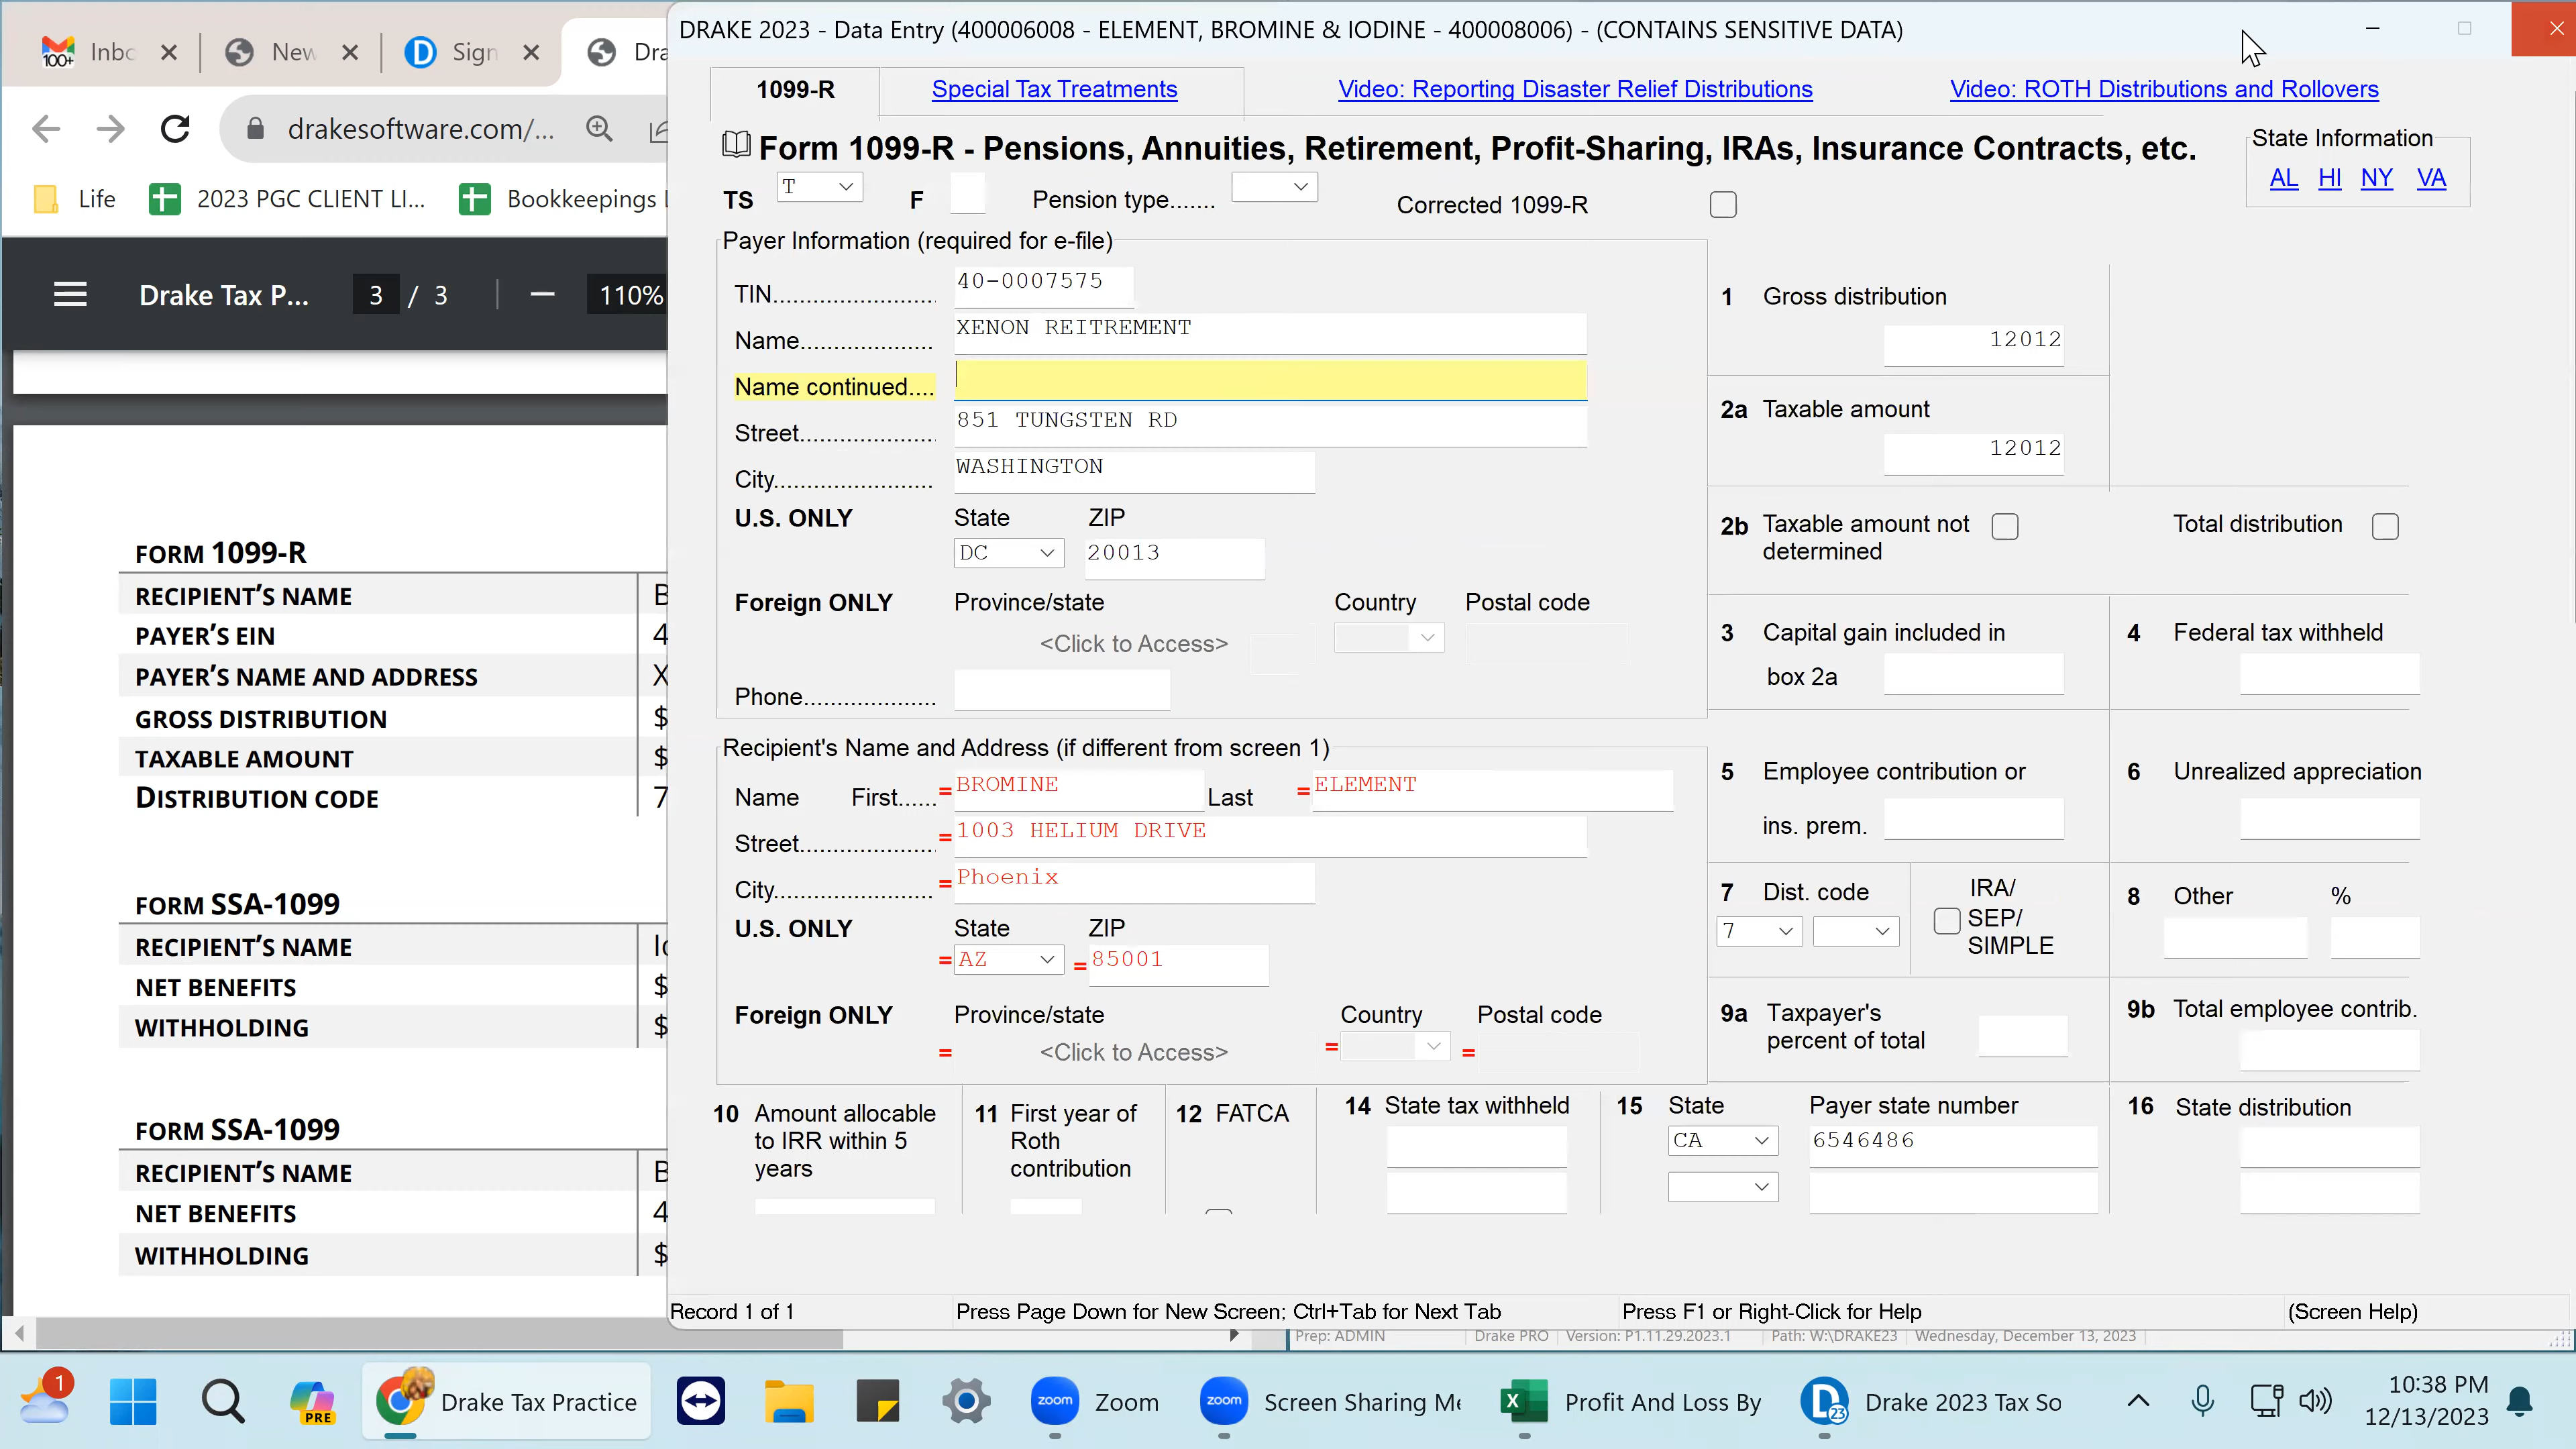 DRAKE 2023 - Data Entry (400006008 - ELEMENT, BROMINE & IODINE - 400008006) - (CONTAINS SENSITIVE DATA)
100+ Inbo New Sign Dra
drakesoftware.com/...
Life 2023 PGC CLIENT LI... Bookkeepings
Drake Tax P... 3 / 3 110%
FORM 1099-R
RECIPIENT'S NAME B
PAYER'S EIN 4
PAYER'S NAME AND ADDRESS X
GROSS DISTRIBUTION $
TAXABLE AMOUNT $
DISTRIBUTION CODE 7
FORM SSA-1099
RECIPIENT'S NAME Io
NET BENEFITS $
WITHHOLDING $
FORM SSA-1099
RECIPIENT'S NAME B
NET BENEFITS 4
WITHHOLDING $
1099-R Special Tax Treatments Video: Reporting Disaster Relief Distributions Video: ROTH Distributions and Rollovers
Form 1099-R - Pensions, Annuities, Retirement, Profit-Sharing, IRAs, Insurance Contracts, etc.
State Information
AL HI NY VA
TS T F Pension type....... Corrected 1099-R
Payer Information (required for e-file)
TIN........................ 40-0007575
Name.................... XENON REITREMENT
Name continued....
Street.................... 851 TUNGSTEN RD
City........................ WASHINGTON
U.S. ONLY State ZIP
DC 20013
Foreign ONLY Province/state Country Postal code
<Click to Access>
Phone....................
Recipient's Name and Address (if different from screen 1)
Name First...... =BROMINE Last =ELEMENT
Street.................... =1003 HELIUM DRIVE
City........................ =Phoenix
U.S. ONLY State ZIP
=AZ =85001
Foreign ONLY Province/state Country Postal code
= <Click to Access> = =
1 Gross distribution
12012
2a Taxable amount
12012
2b Taxable amount not determined Total distribution
3 Capital gain included in box 2a
4 Federal tax withheld
5 Employee contribution or ins. prem.
6 Unrealized appreciation
7 Dist. code
7
IRA/
SEP/
SIMPLE
8 Other %
9a Taxpayer's percent of total
9b Total employee contrib.
10 Amount allocable to IRR within 5 years
11 First year of Roth contribution
12 FATCA
14 State tax withheld
15 State Payer state number
CA 6546486
16 State distribution
Record 1 of 1 Press Page Down for New Screen; Ctrl+Tab for Next Tab Press F1 or Right-Click for Help (Screen Help)
Prep: ADMIN Drake PRO Version: P1.11.29.2023.1 Path: W:\DRAKE23 Wednesday, December 13, 2023
1 PRE Drake Tax Practice zoom Zoom zoom Screen Sharing Me Profit And Loss By D 23 Drake 2023 Tax So
10:38 PM
12/13/2023